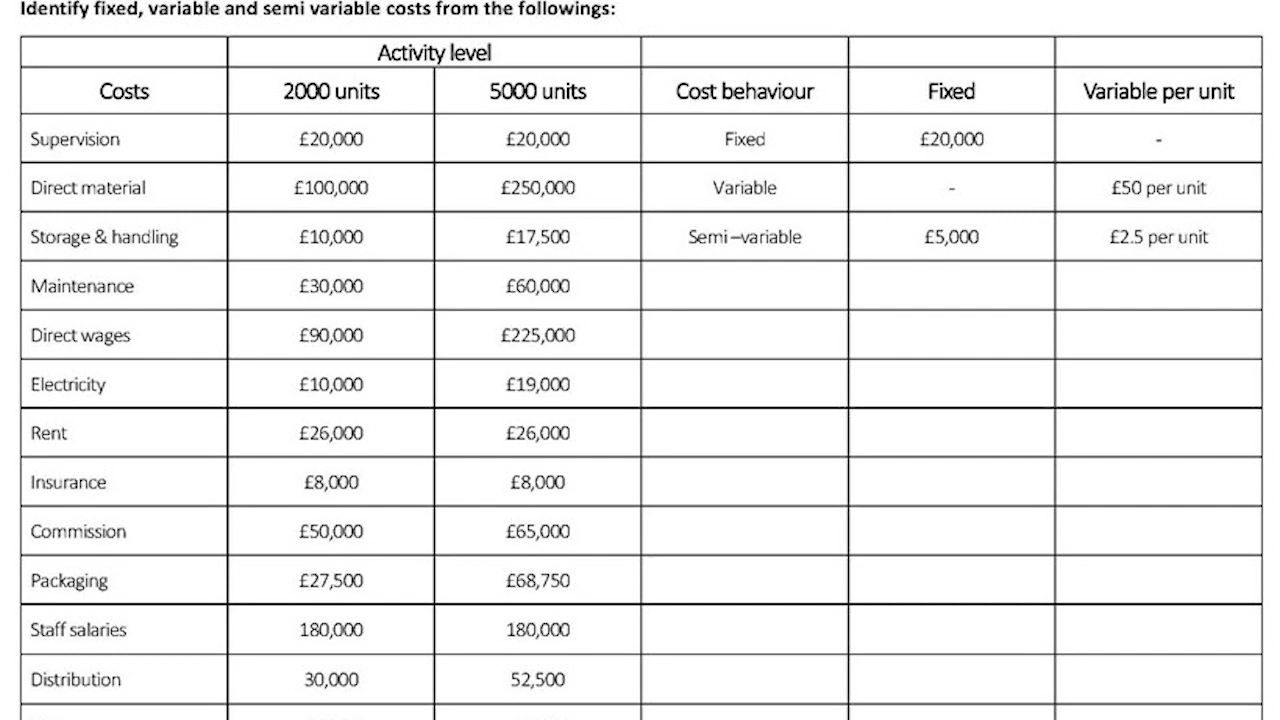 Identify fixed, variable and semi variable costs from the followings:
Activity level
Costs 2000 units 5000 units Cost behaviour Fixed Variable per unit
Supervision £20,000 £20,000 Fixed £20,000 -
Direct material £100,000 £250,000 Variable - £50 per unit
Storage & handling £10,000 £17,500 Semi–variable £5,000 £2.5 per unit
Maintenance £30,000 £60,000
Direct wages £90,000 £225,000
Electricity £10,000 £19,000
Rent £26,000 £26,000
Insurance £8,000 £8,000
Commission £50,000 £65,000
Packaging £27,500 £68,750
Staff salaries 180,000 180,000
Distribution 30,000 52,500